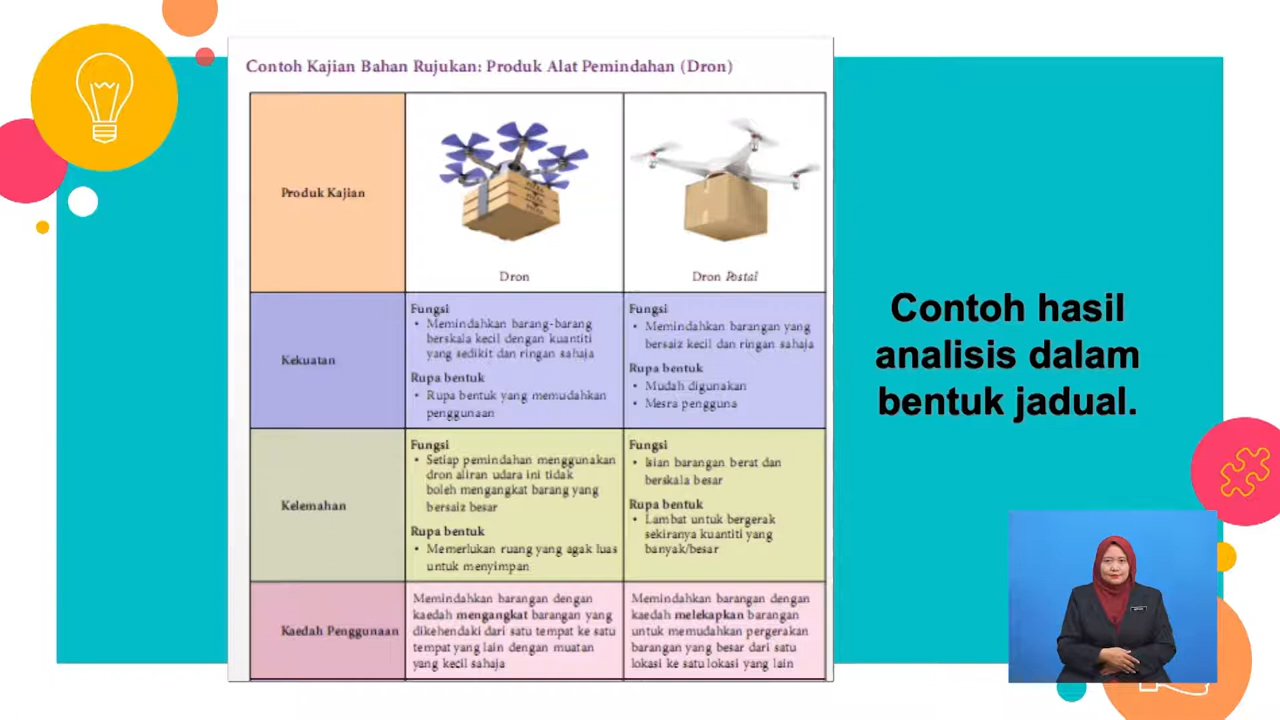 Contoh Kajian Bahan Rujukan: Produk Alat Pemindahan (Dron)
Produk Kajian
Dron
Dron Postal
Kekuatan
Fungsi
• Memindahkan barang-barang
berskala kecil dengan kuantiti
yang sedikit dan ringan sahaja
Rupa bentuk
• Rupa bentuk yang memudahkan
penggunaan
Fungsi
• Memindahkan barangan yang
bersaiz kecil dan ringan sahaja
Rupa bentuk
• Mudah digunakan
• Mesra pengguna
Kelemahan
Fungsi
• Setiap pemindahan menggunakan
dron aliran udara ini tidak
boleh mengangkat barang yang
bersaiz besar
Rupa bentuk
• Memerlukan ruang yang agak luas
untuk menyimpan
Fungsi
• Isian barangan berat dan
berskala besar
Rupa bentuk
• Lambat untuk bergerak
sekiranya kuantiti yang
banyak/besar
Kaedah Penggunaan
Memindahkan barangan dengan
kaedah mengangkat barangan yang
dikehendaki dari satu tempat ke satu
tempat yang lain dengan muatan
yang kecil sahaja
Memindahkan barangan dengan
kaedah melekapkan barangan
untuk memudahkan pergerakan
barangan yang besar dari satu
lokasi ke satu lokasi yang lain
Contoh hasil
analisis dalam
bentuk jadual.